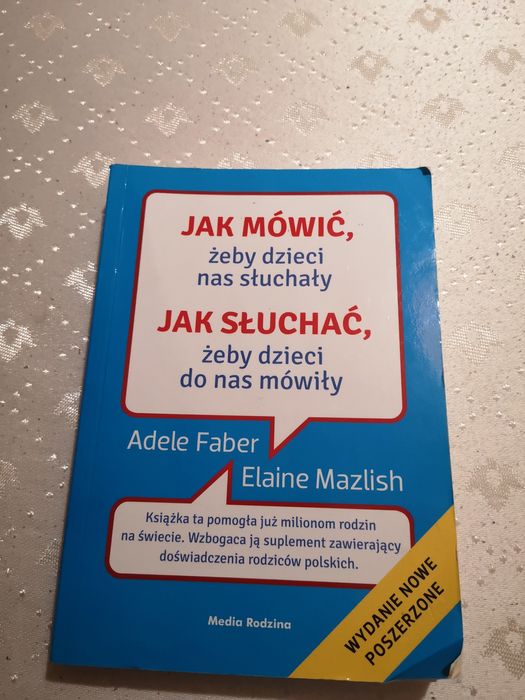 JAK MÓWIĆ,
żeby dzieci
nas słuchały
JAK SŁUCHAĆ,
żeby dzieci
do nas mówiły
Adele Faber
Elaine Mazlish
Książka ta pomogła już milionom rodzin
na świecie. Wzbogaca ją suplement zawierający
doświadczenia rodziców polskich.
WYDANIE NOWE
POSZERZONE
Media Rodzina